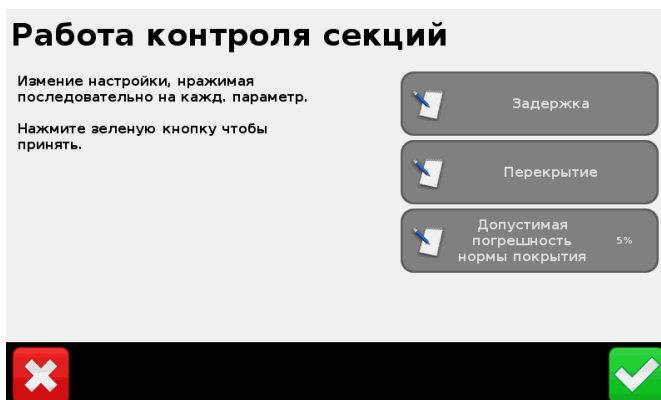 Работа контроля секций
Измение настройки, нражимая
последовательно на кажд. параметр.
Нажмите зеленую кнопку чтобы
принять.
Задержка
Перекрытие
Допустимая
погрешность
нормы покрытия
5%